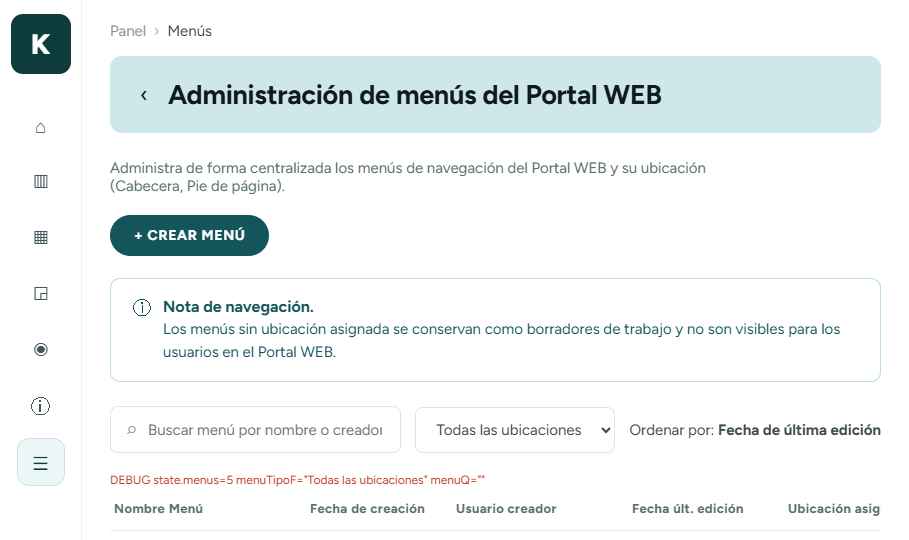 K
Panel › Menús
‹ Administración de menús del Portal WEB
Administra de forma centralizada los menús de navegación del Portal WEB y su ubicación
(Cabecera, Pie de página).
+ CREAR MENÚ
Nota de navegación.
Los menús sin ubicación asignada se conservan como borradores de trabajo y no son visibles para los
usuarios en el Portal WEB.
Buscar menú por nombre o creador
Todas las ubicaciones
Ordenar por: Fecha de última edición
DEBUG state.menus=5 menuTipoF="Todas las ubicaciones" menuQ=""
Nombre Menú Fecha de creación Usuario creador Fecha últ. edición Ubicación asig